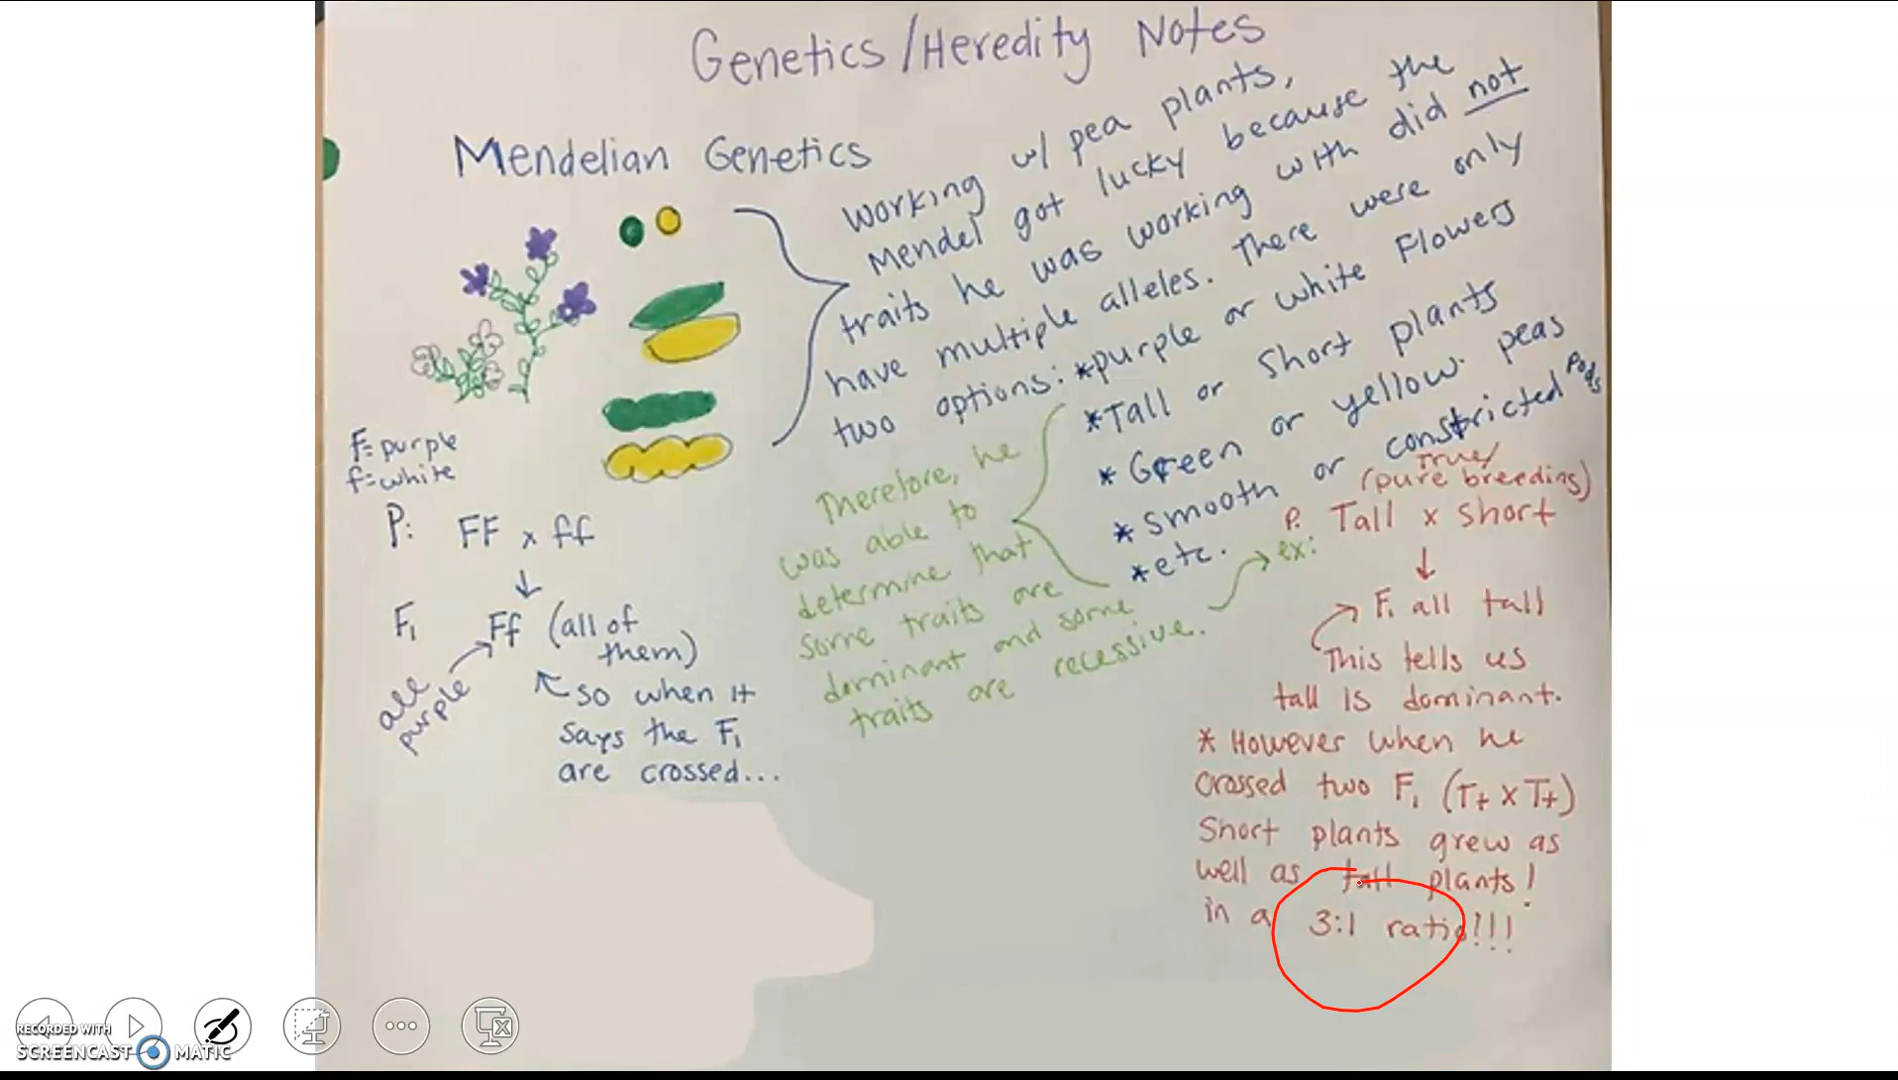 Genetics/Heredity Notes
Mendelian Genetics
Working w/ pea plants,
Mendel got lucky because the
traits he was working with did not
have multiple alleles. There were only
two options: *purple or white Flowers
*Tall or short plants
*Green or yellow peas
*smooth or constricted pods
*etc.
F=purple
f=white
P: FF x ff
F₁ Ff (all of
them)
all
purple
so when it
says the F₁
are crossed...
Therefore, he
was able to
determine that
some traits are
dominant and some
traits are recessive.
ex:
True/
(pure breeding)
P. Tall x short
F₁ all tall
This tells us
tall is dominant.
* However when he
crossed two F₁ (Tt x Tt)
Short plants grew as
well as tall plants!
in a 3:1 ratio!!!
RECORDED WITH
SCREENCAST MATIC